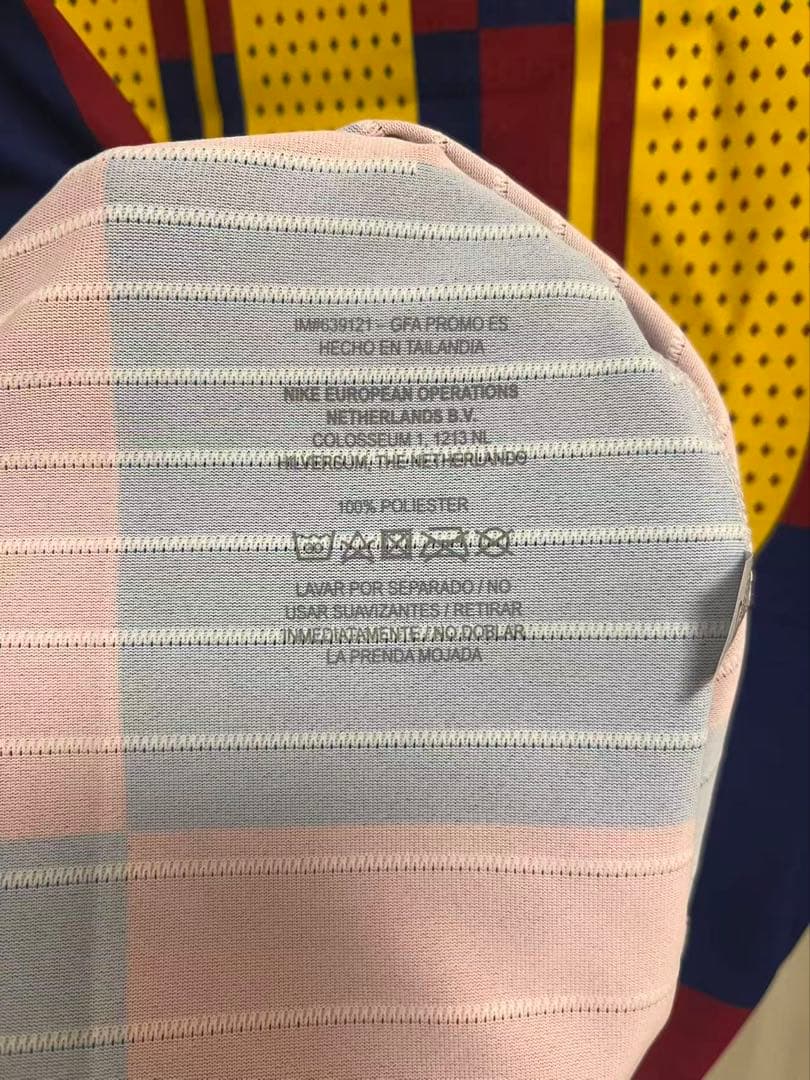 IM#639121 - GFA PROMO ES
HECHO EN TAILANDIA
NIKE EUROPEAN OPERATIONS
NETHERLANDS B.V.
COLOSSEUM 1, 1213 NL
HILVERSUM, THE NETHERLANDS
100% POLIESTER
LAVAR POR SEPARADO / NO
USAR SUAVIZANTES / RETIRAR
INMEDIATAMENTE / NO DOBLAR
LA PRENDA MOJADA